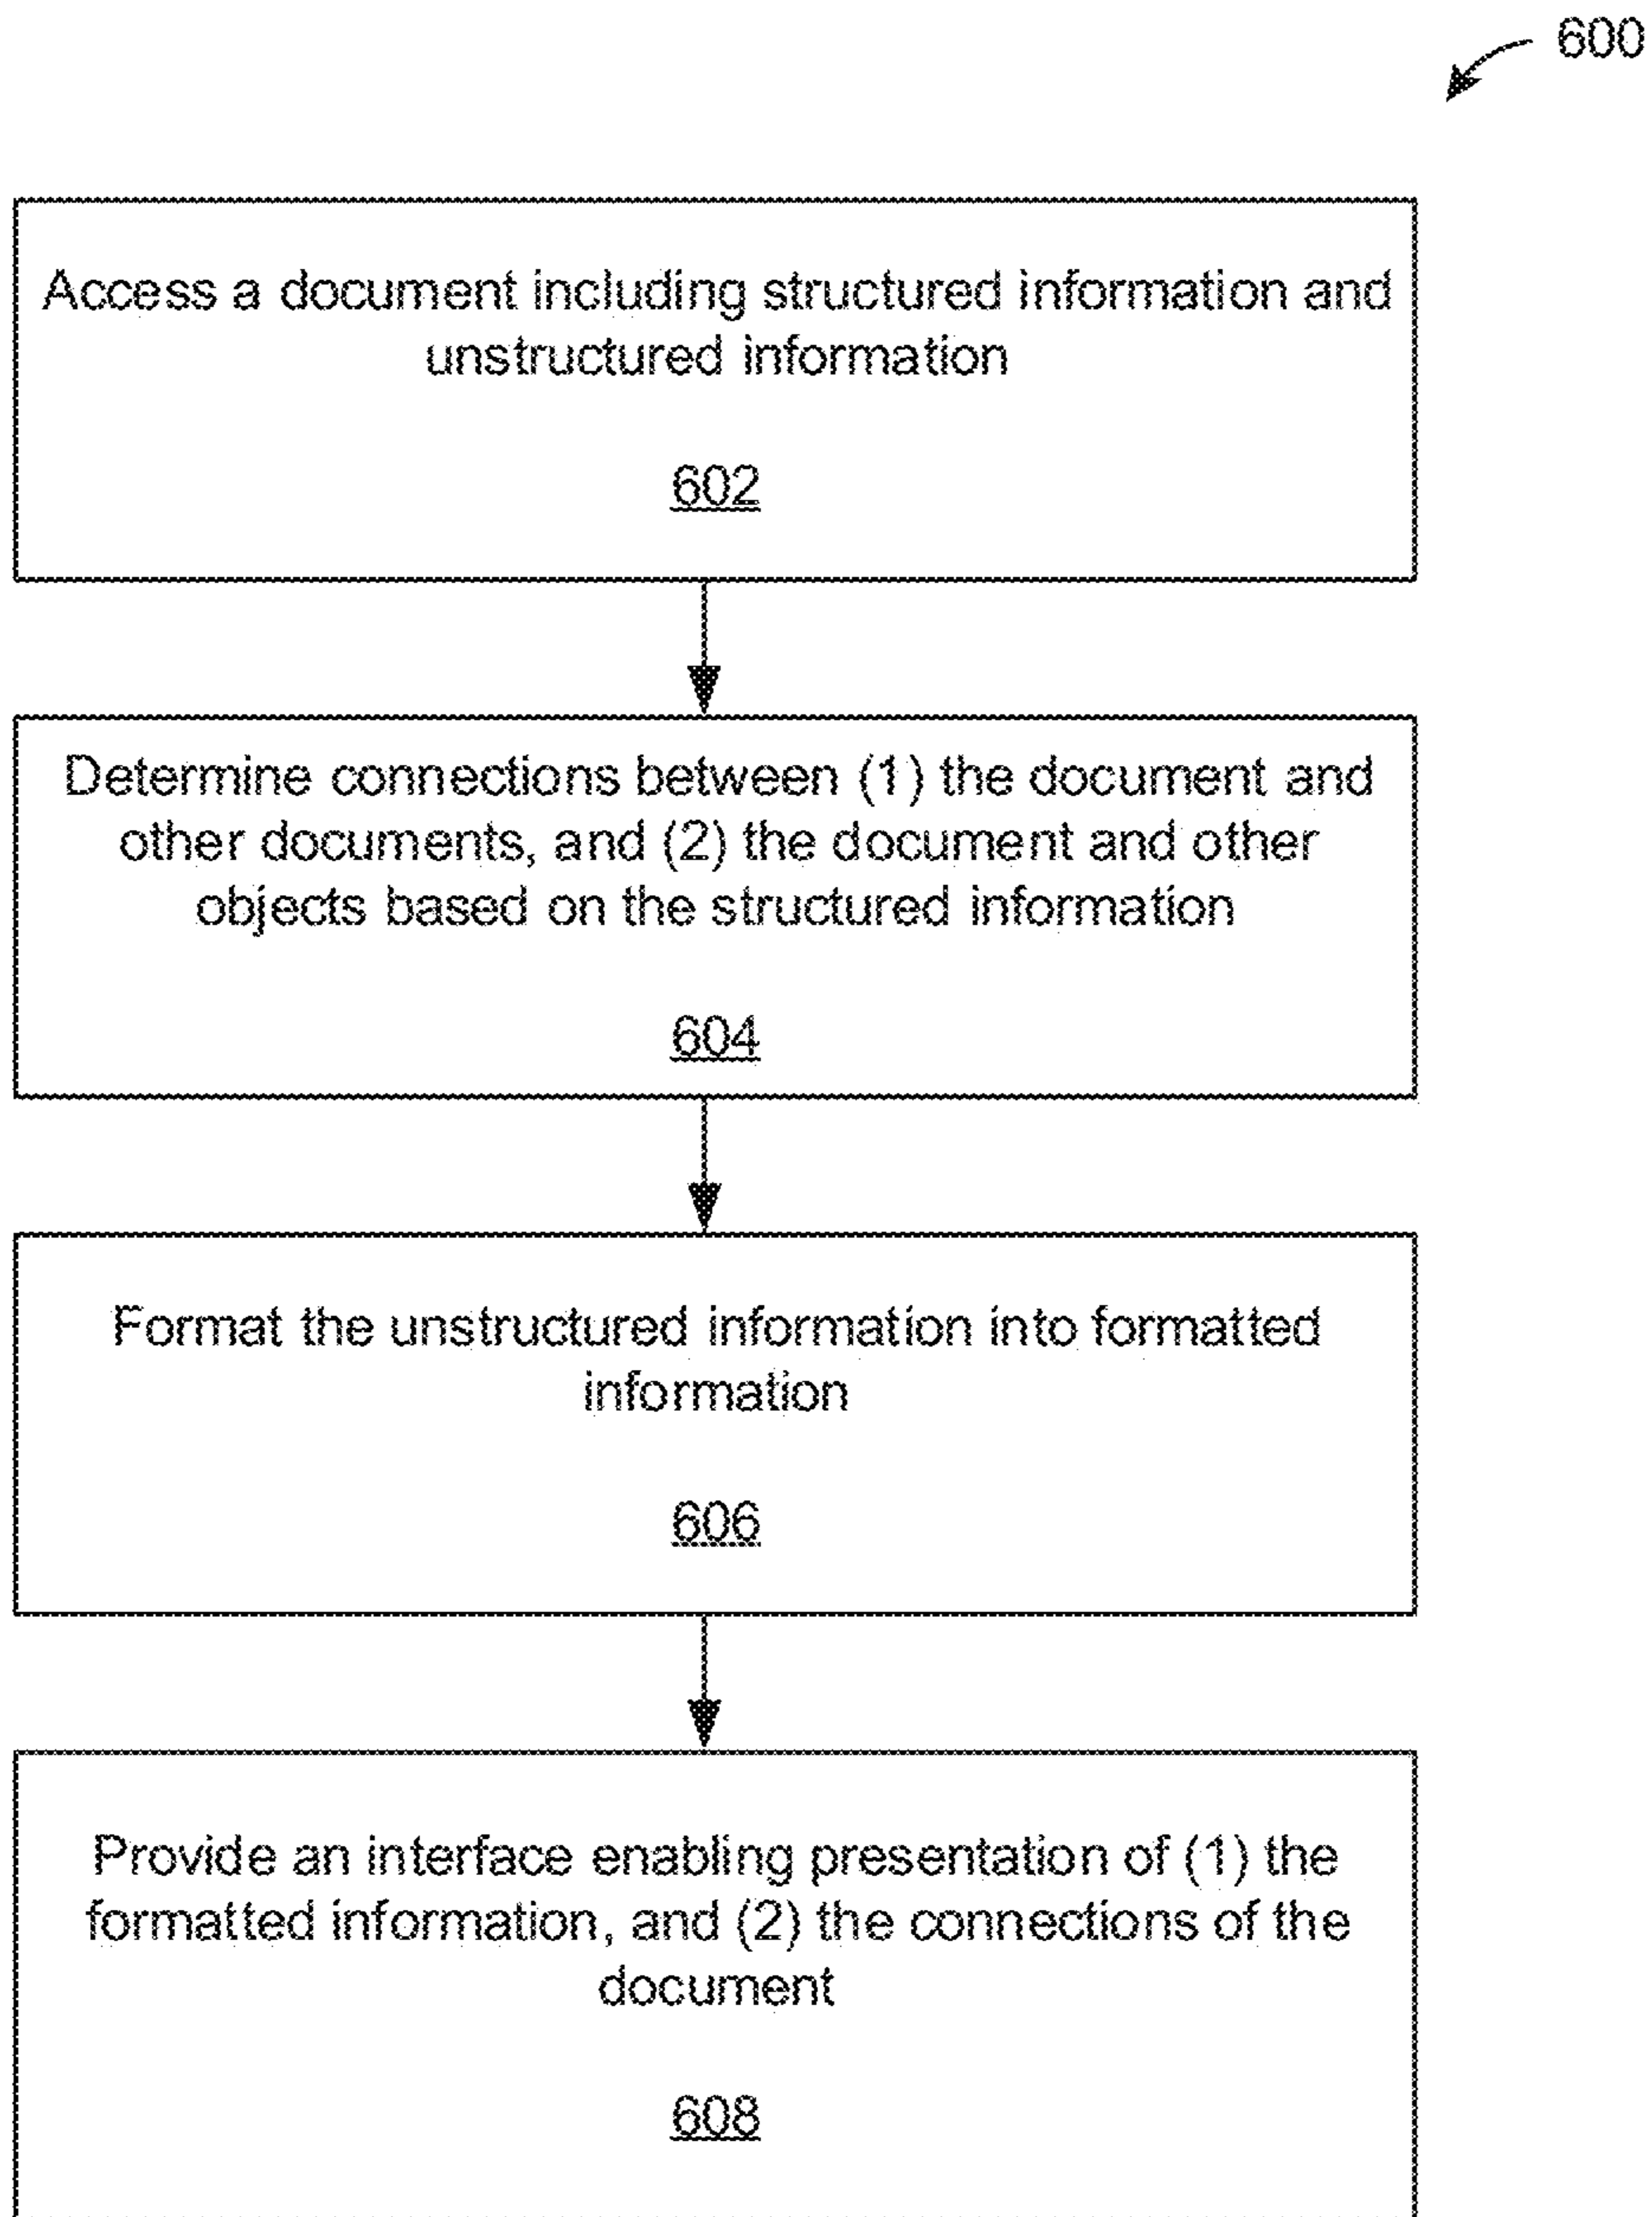 600
Access a document including structured information and
unstructured information
602
Determine connections between (1) the document and
other documents, and (2) the document and other
objects based on the structured information
604
Format the unstructured information into formatted
information
606
Provide an interface enabling presentation of (1) the
formatted information, and (2) the connections of the
document
608